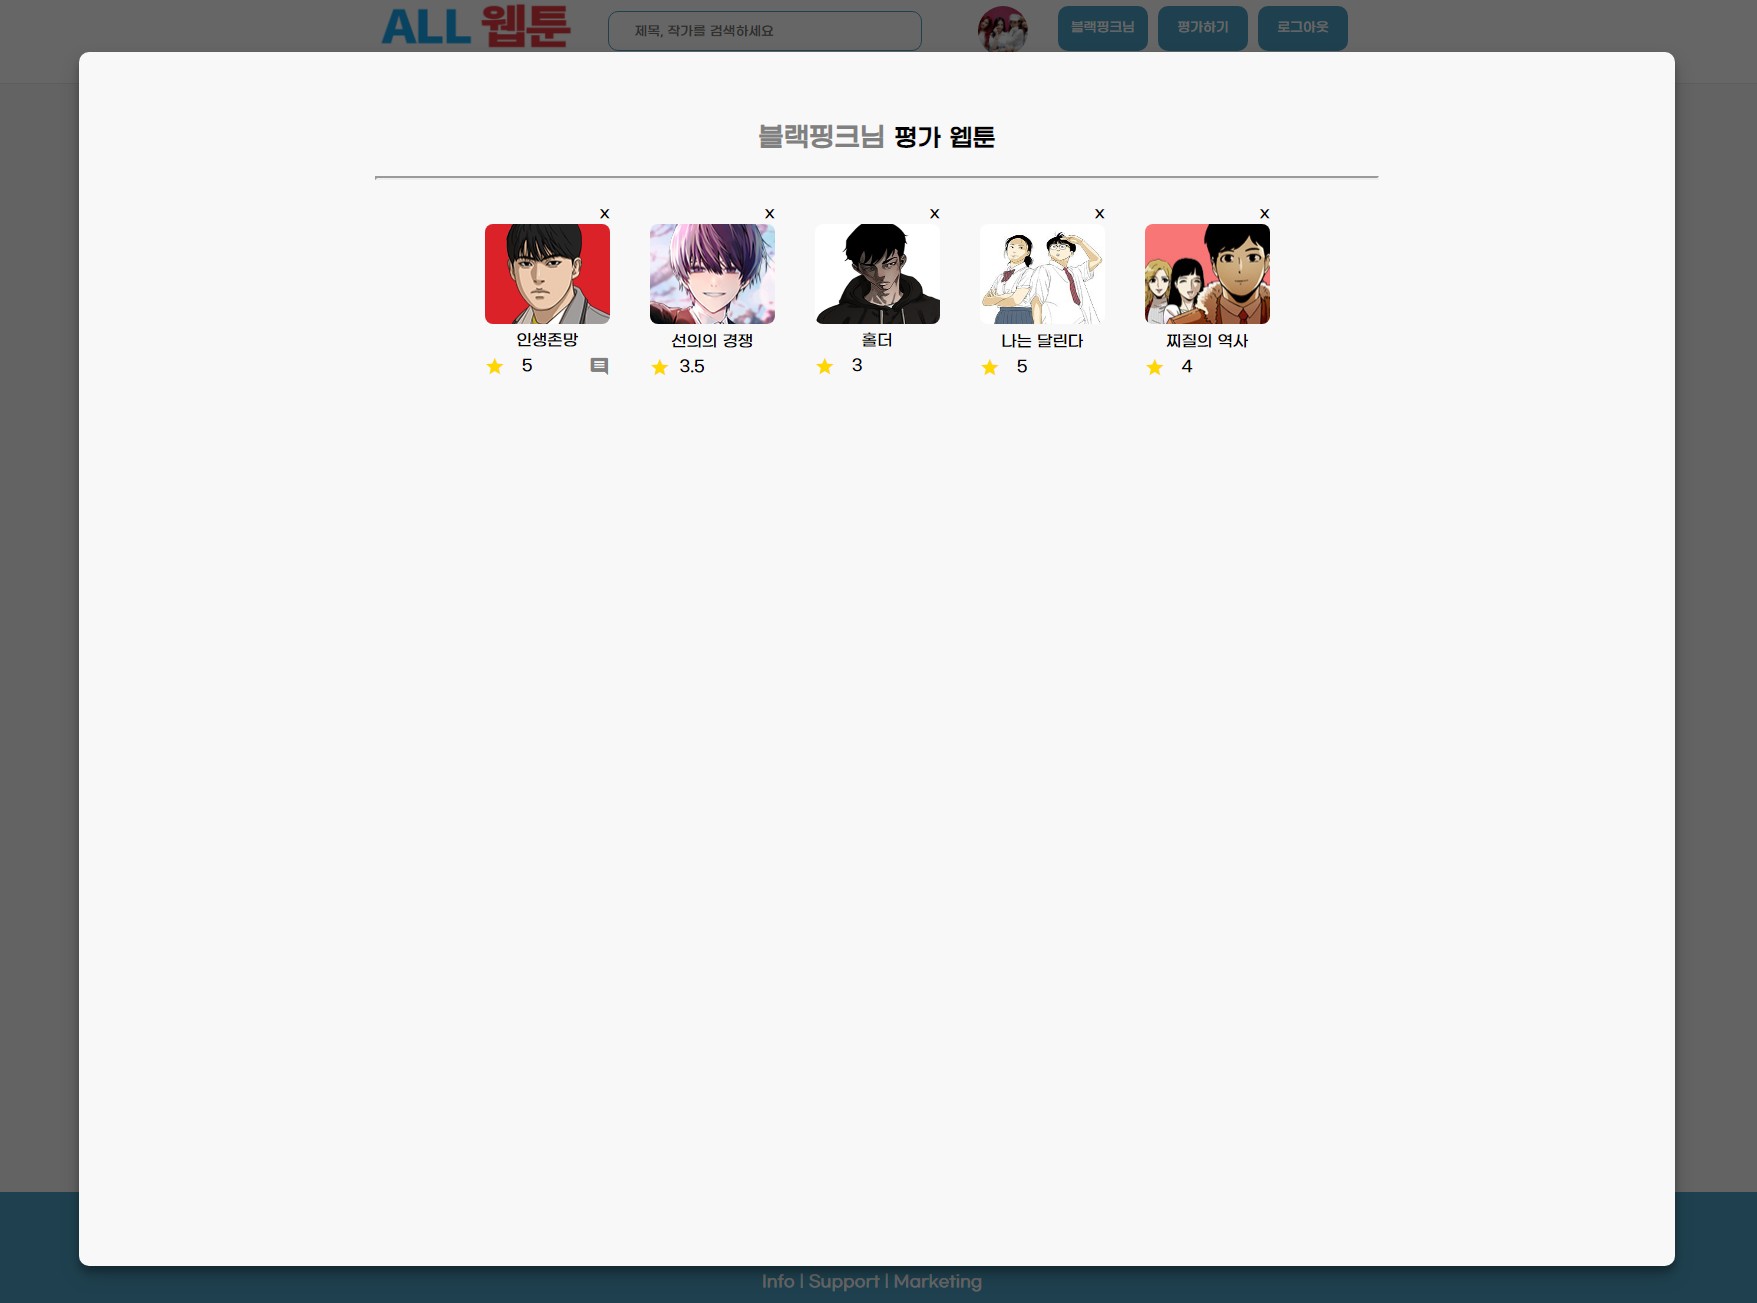 ALL 웹툰
제목, 작가를 검색하세요
블랙핑크님
평가하기
로그아웃
블랙핑크님 평가 웹툰
x x x x x
인생존망 선의의 경쟁 홀더 나는 달린다 찌질의 역사
5 3.5 3 5 4
Info | Support | Marketing